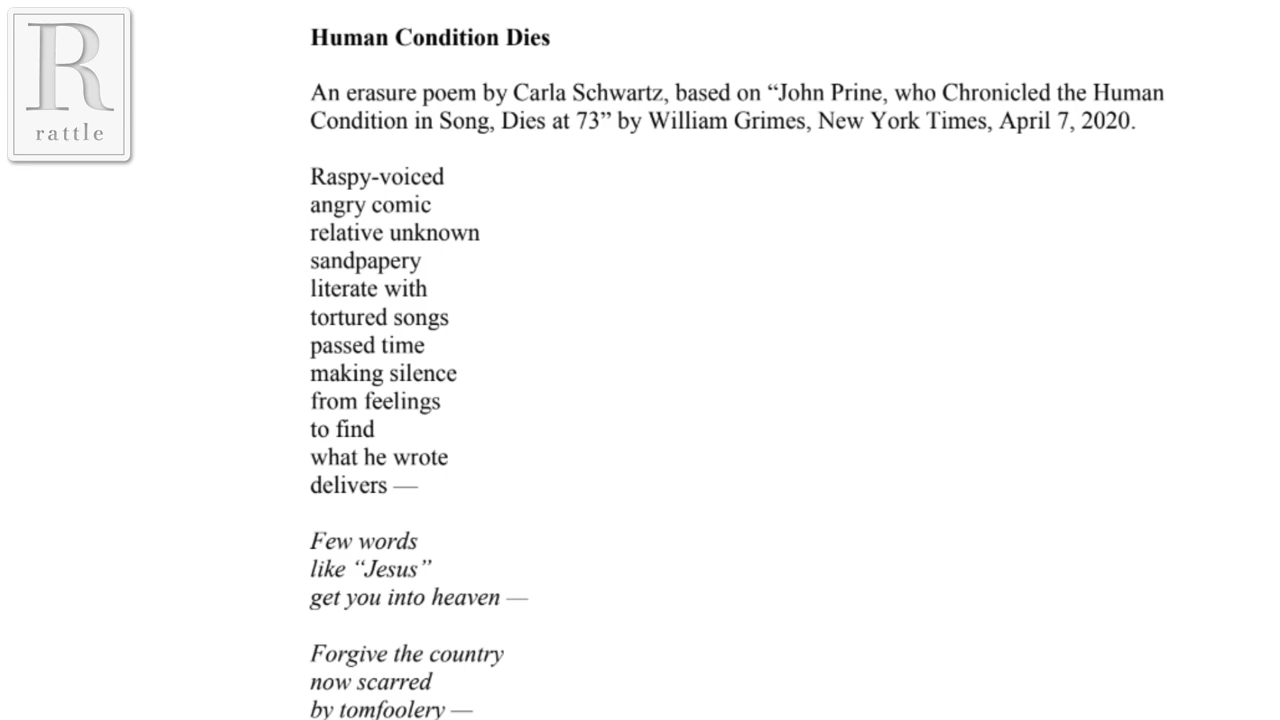 R
rattle
Human Condition Dies
An erasure poem by Carla Schwartz, based on “John Prine, who Chronicled the Human
Condition in Song, Dies at 73” by William Grimes, New York Times, April 7, 2020.
Raspy-voiced
angry comic
relative unknown
sandpapery
literate with
tortured songs
passed time
making silence
from feelings
to find
what he wrote
delivers —
Few words
like “Jesus”
get you into heaven —
Forgive the country
now scarred
by tomfoolery —